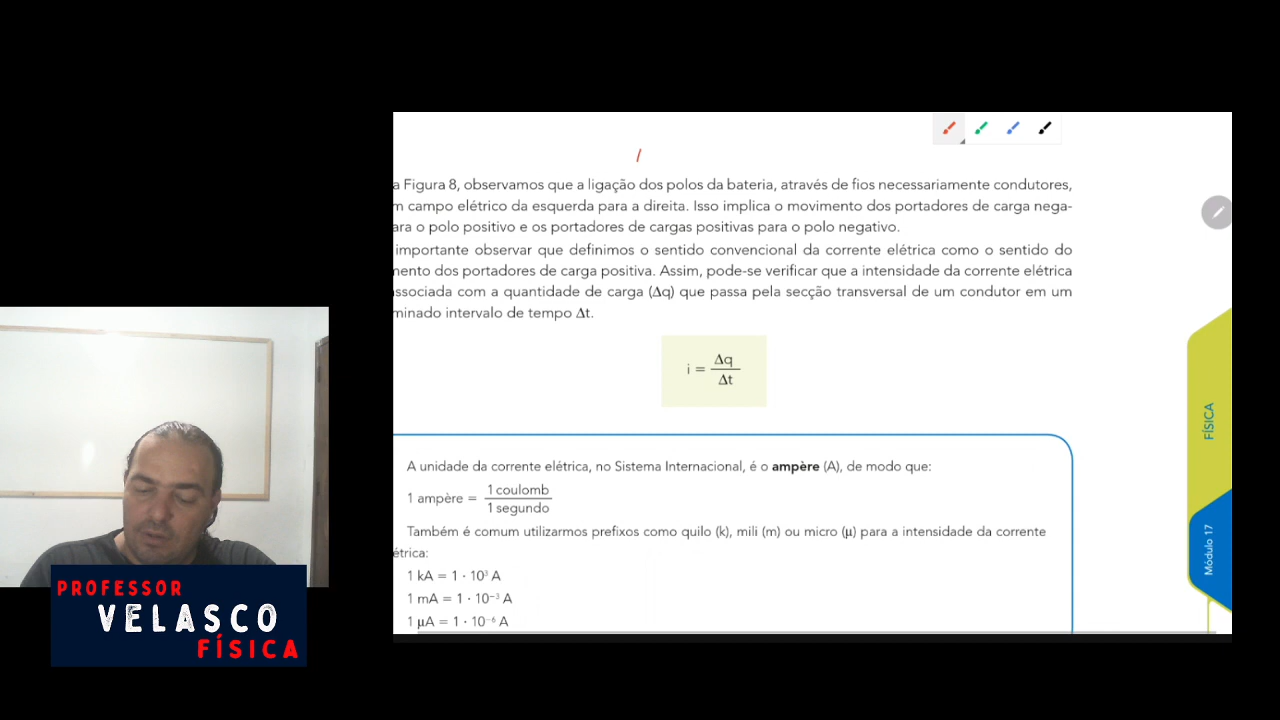 a Figura 8, observamos que a ligação dos polos da bateria, através de fios necessariamente condutores,
m campo elétrico da esquerda para a direita. Isso implica o movimento dos portadores de carga nega-
ara o polo positivo e os portadores de cargas positivas para o polo negativo.
importante observar que definimos o sentido convencional da corrente elétrica como o sentido do
mento dos portadores de carga positiva. Assim, pode-se verificar que a intensidade da corrente elétrica
associada com a quantidade de carga (Δq) que passa pela secção transversal de um condutor em um
minado intervalo de tempo Δt.
i = Δq / Δt
A unidade da corrente elétrica, no Sistema Internacional, é o ampère (A), de modo que:
1 ampère = 1 coulomb / 1 segundo
Também é comum utilizarmos prefixos como quilo (k), mili (m) ou micro (μ) para a intensidade da corrente
étrica:
1 kA = 1 · 10³ A
1 mA = 1 · 10⁻³ A
1 μA = 1 · 10⁻⁶ A
FÍSICA
Módulo 17
PROFESSOR
VELASCO
FÍSICA